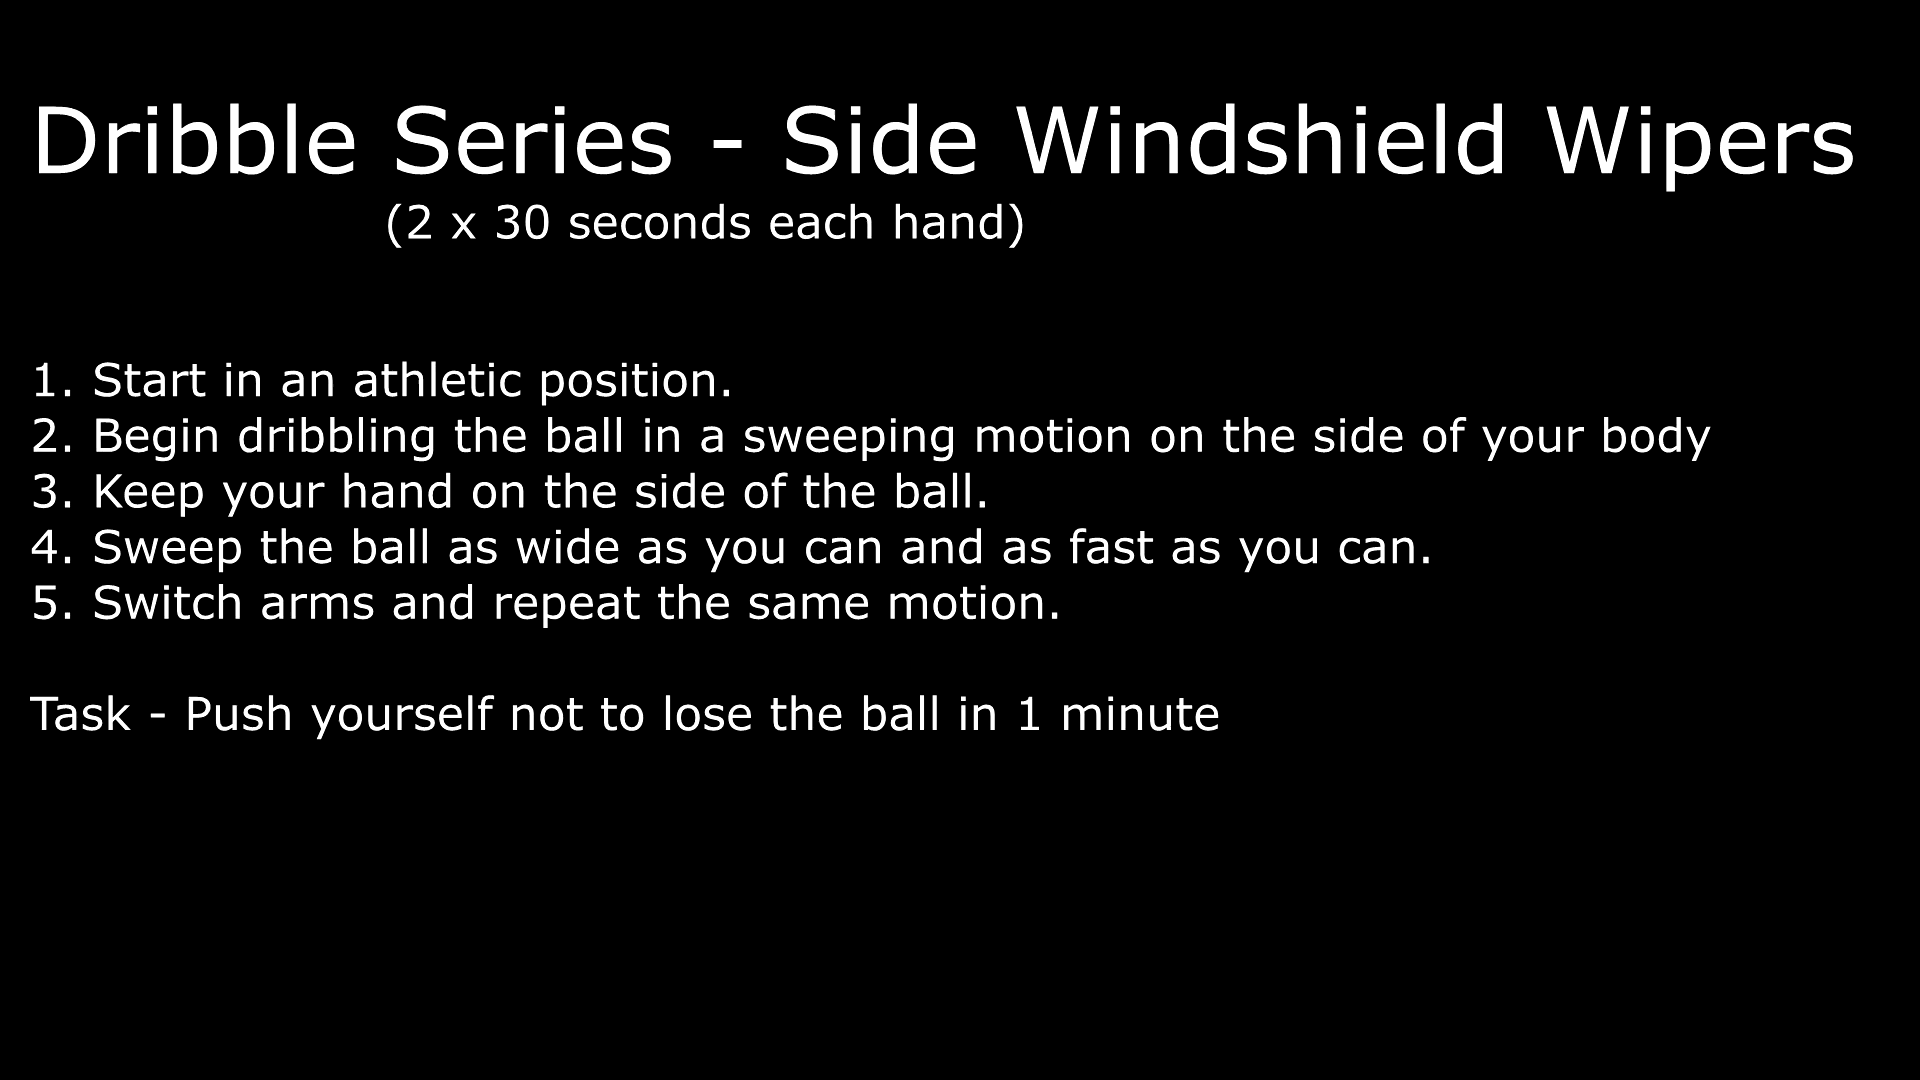 Dribble Series - Side Windshield Wipers
(2 x 30 seconds each hand)
1. Start in an athletic position.
2. Begin dribbling the ball in a sweeping motion on the side of your body
3. Keep your hand on the side of the ball.
4. Sweep the ball as wide as you can and as fast as you can.
5. Switch arms and repeat the same motion.
Task - Push yourself not to lose the ball in 1 minute